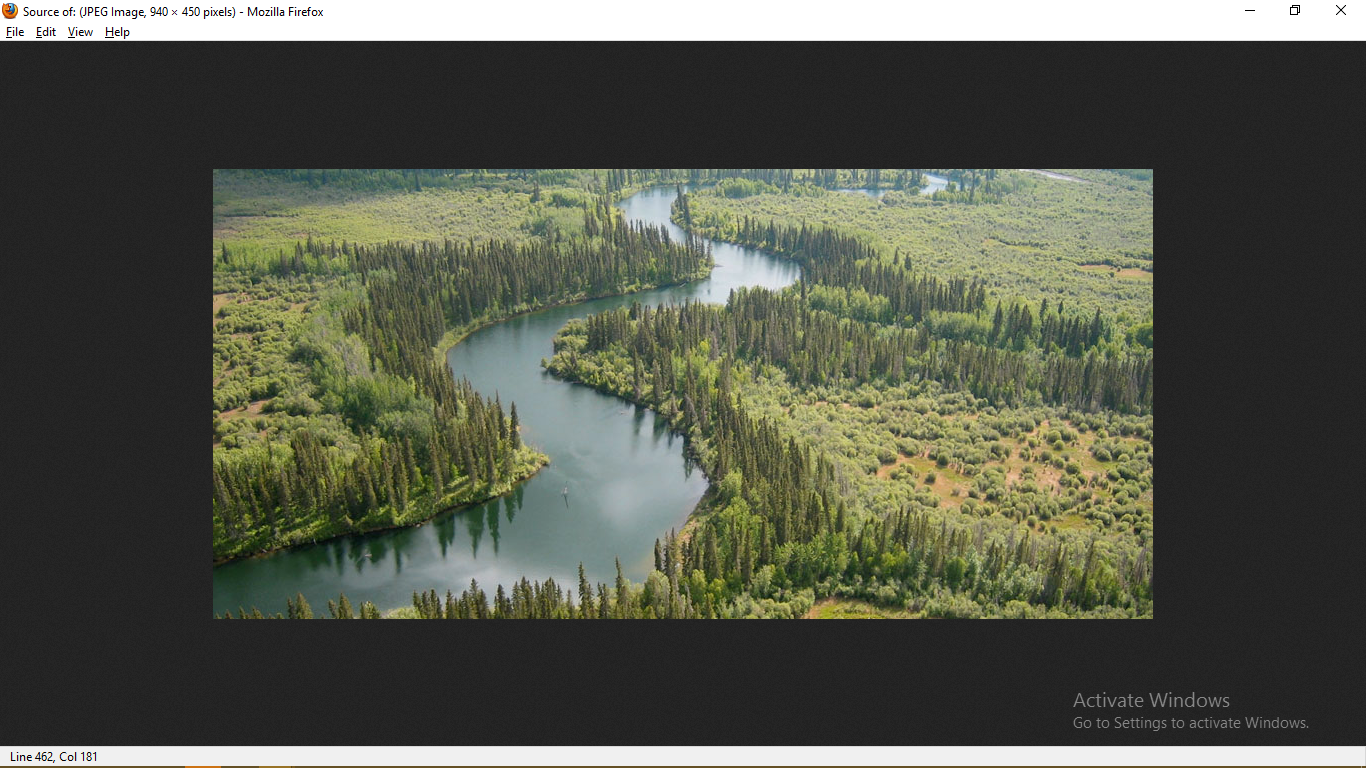 Source of: (JPEG Image, 940 × 450 pixels) - Mozilla Firefox
File Edit View Help
Activate Windows
Go to Settings to activate Windows.
Line 462, Col 181